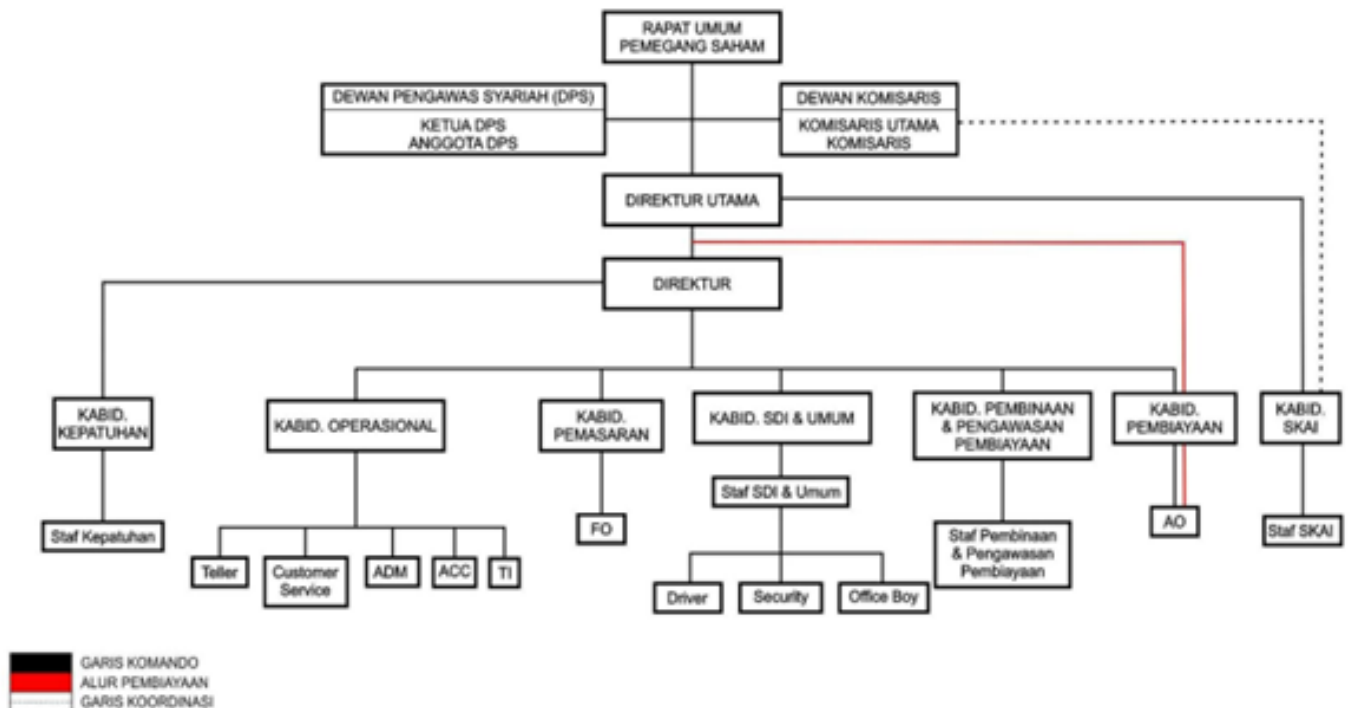 RAPAT UMUM
PEMEGANG SAHAM
DEWAN PENGAWAS SYARIAH (DPS)
KETUA DPS
ANGGOTA DPS
DEWAN KOMISARIS
KOMISARIS UTAMA
KOMISARIS
DIREKTUR UTAMA
DIREKTUR
KABID.
KEPATUHAN
KABID. OPERASIONAL
KABID.
PEMASARAN
KABID. SDI & UMUM
KABID. PEMBINAAN
& PENGAWASAN
PEMBIAYAAN
KABID.
PEMBIAYAAN
KABID.
SKAI
Staf Kepatuhan
Teller
Customer
Service
ADM
ACC
TI
FO
Staf SDI & Umum
Driver
Security
Office Boy
Staf Pembinaan
& Pengawasan
Pembiayaan
AO
Staf SKAI
GARIS KOMANDO
ALUR PEMBIAYAAN
GARIS KOORDINASI